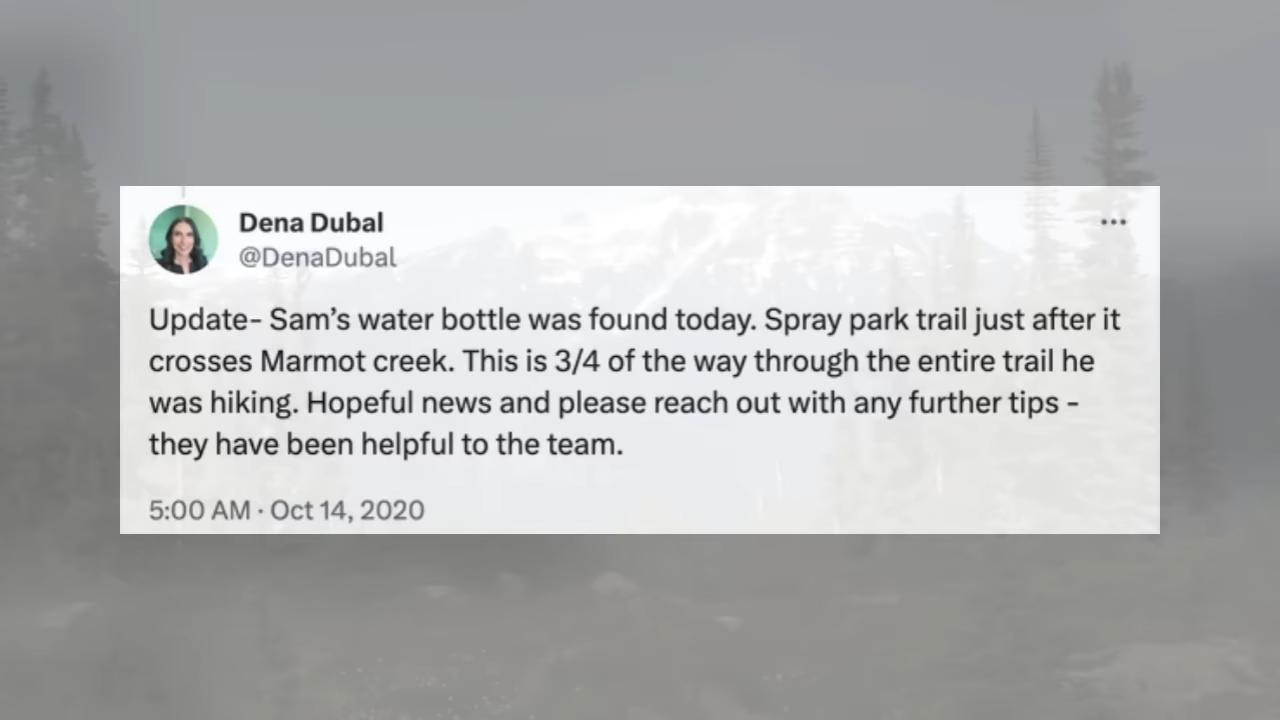 Dena Dubal
@DenaDubal
Update– Sam’s water bottle was found today. Spray park trail just after it
crosses Marmot creek. This is 3/4 of the way through the entire trail he
was hiking. Hopeful news and please reach out with any further tips -
they have been helpful to the team.
5:00 AM · Oct 14, 2020